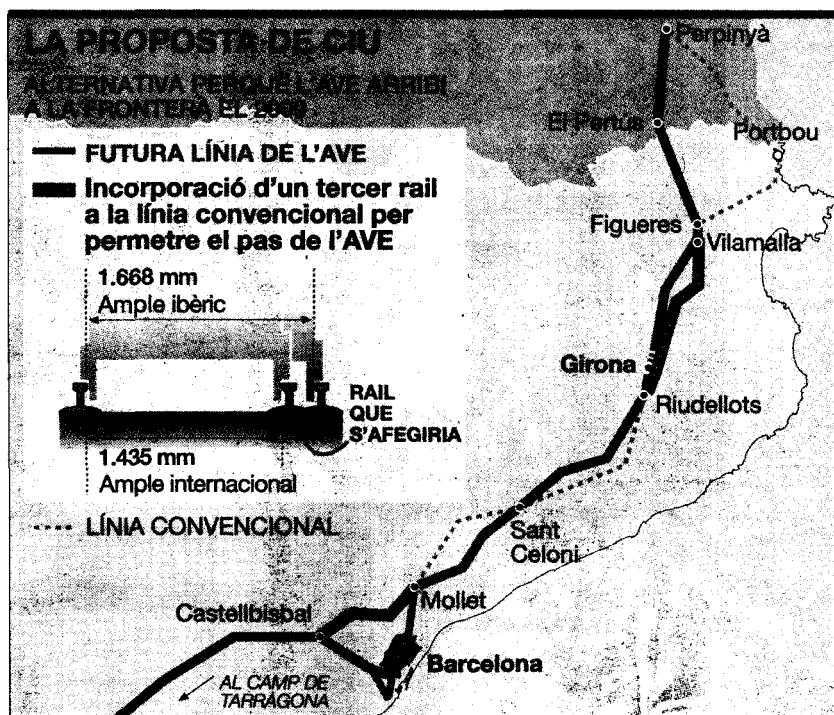 LA PROPOSTA DE CIU
ALTERNATIVA PERQUÈ L'AVE ARRIBI
A LA FRONTERA EL
FUTURA LÍNIA DE L'AVE
Incorporació d'un tercer rail
a la línia convencional per
permetre el pas de l'AVE
1.668 mm
Ample ibèric
RAIL
QUE
S'AFEGIRIA
1.435 mm
Ample internacional
LÍNIA CONVENCIONAL
Perpinyà
El Pertús
Portbou
Figueres
Vilamalla
Girona
Riudellots
Sant
Celoni
Mollet
Castellbisbal
Barcelona
AL CAMP DE
TARRAGONA